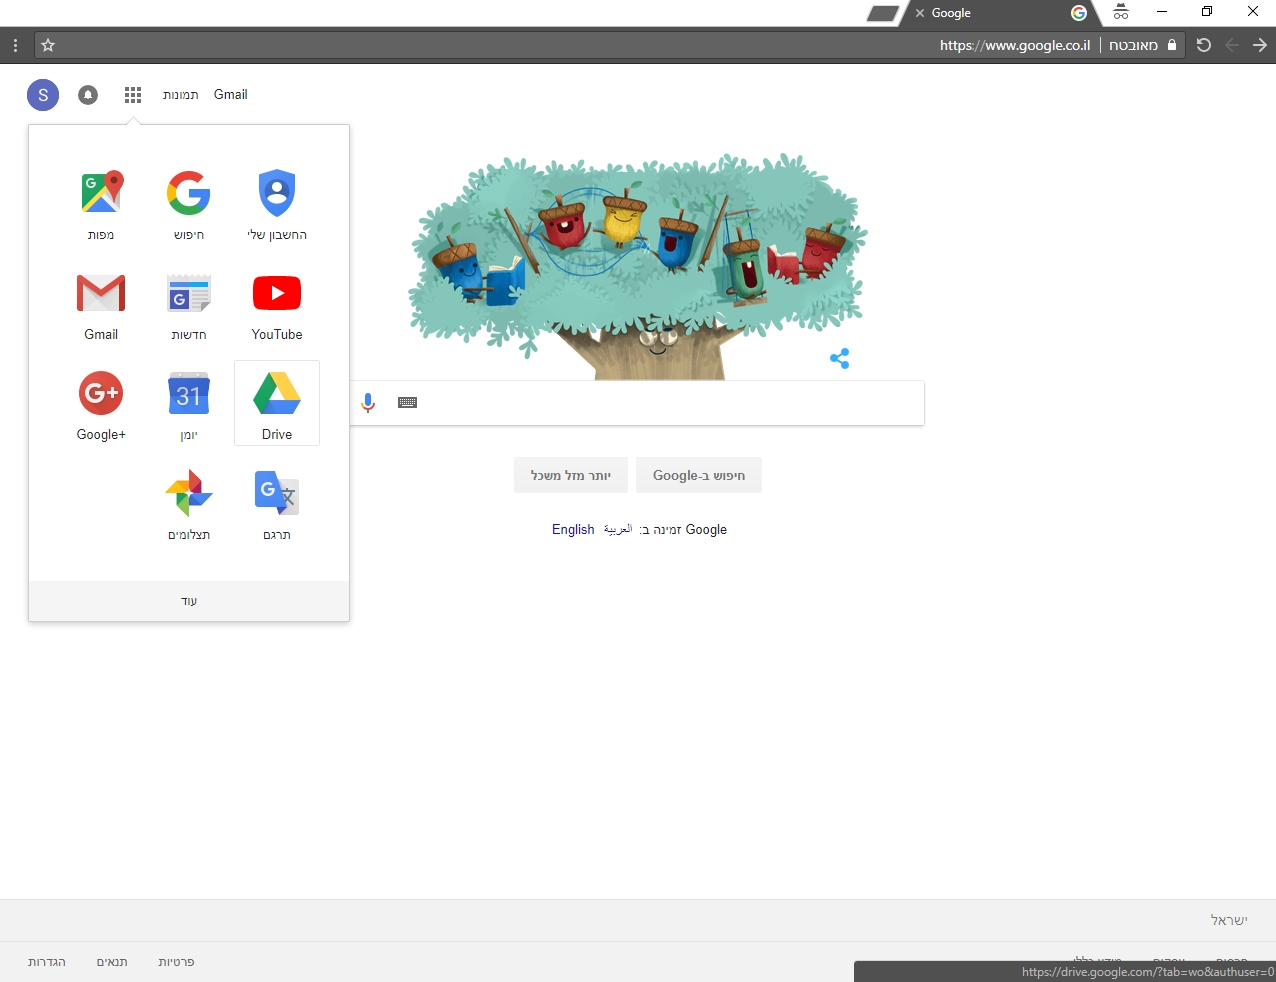 Google
https://www.google.co.il | מאובטח
S
תמונות Gmail
החשבון שלי
חיפוש
מפות
YouTube
חדשות
Gmail
Drive
31
יומן
G+
Google+
תרגם
תצלומים
עוד
חיפוש ב-Google
יותר מזל משכל
Google זמינה ב: العربية English
ישראל
פרטיות
תנאים
הגדרות
https://drive.google.com/?tab=wo&authuser=0